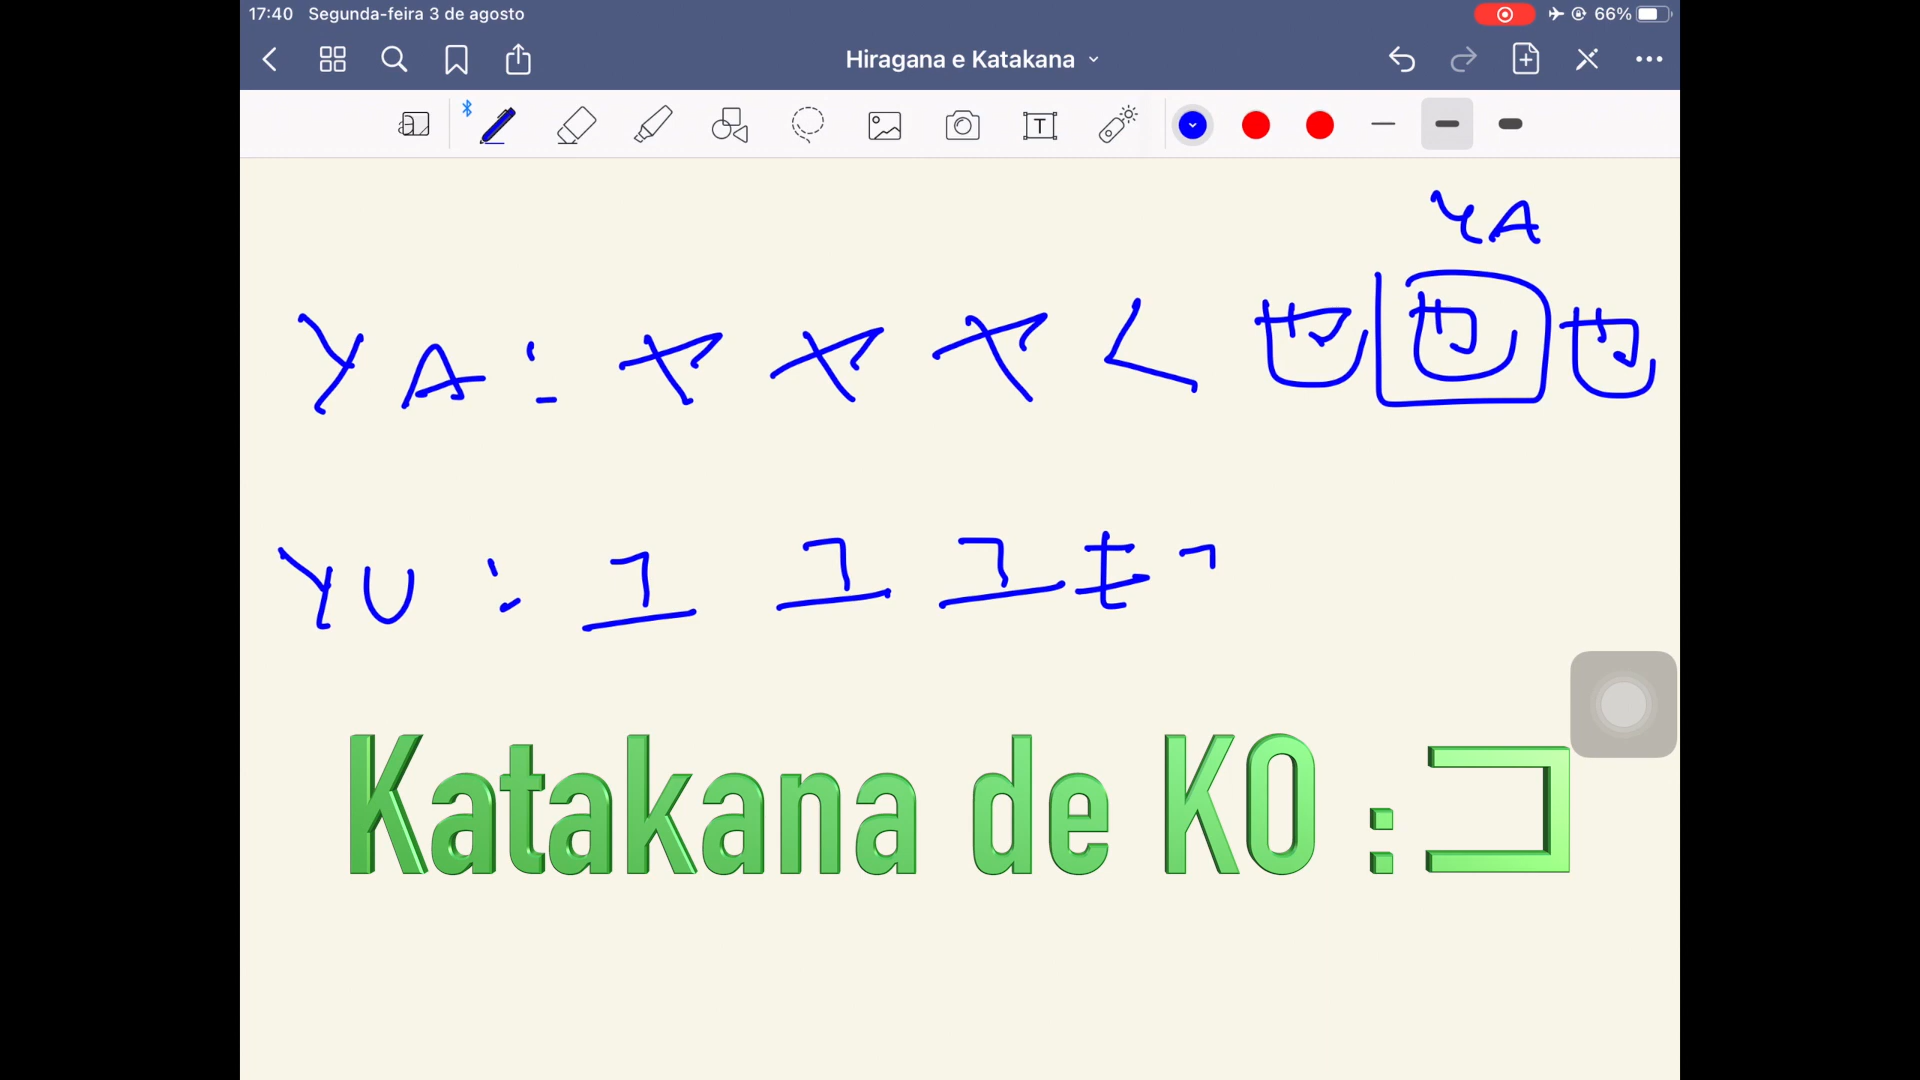 17:40 Segunda-feira 3 de agosto
66%
Hiragana e Katakana
YA
YA : ヤ ヤ ヤ く 也 也 也
YU : ユ ユ ユ モ
Katakana de KO : コ